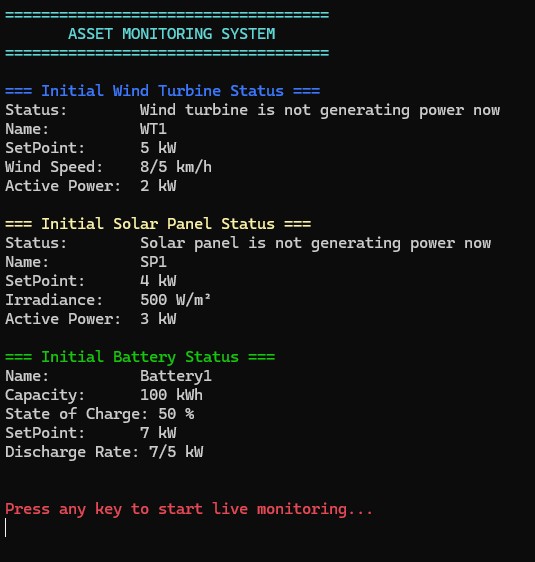 ====================================
ASSET MONITORING SYSTEM
====================================
=== Initial Wind Turbine Status ===
Status: Wind turbine is not generating power now
Name: WT1
SetPoint: 5 kW
Wind Speed: 8/5 km/h
Active Power: 2 kW
=== Initial Solar Panel Status ===
Status: Solar panel is not generating power now
Name: SP1
SetPoint: 4 kW
Irradiance: 500 W/m²
Active Power: 3 kW
=== Initial Battery Status ===
Name: Battery1
Capacity: 100 kWh
State of Charge: 50 %
SetPoint: 7 kW
Discharge Rate: 7/5 kW
Press any key to start live monitoring...